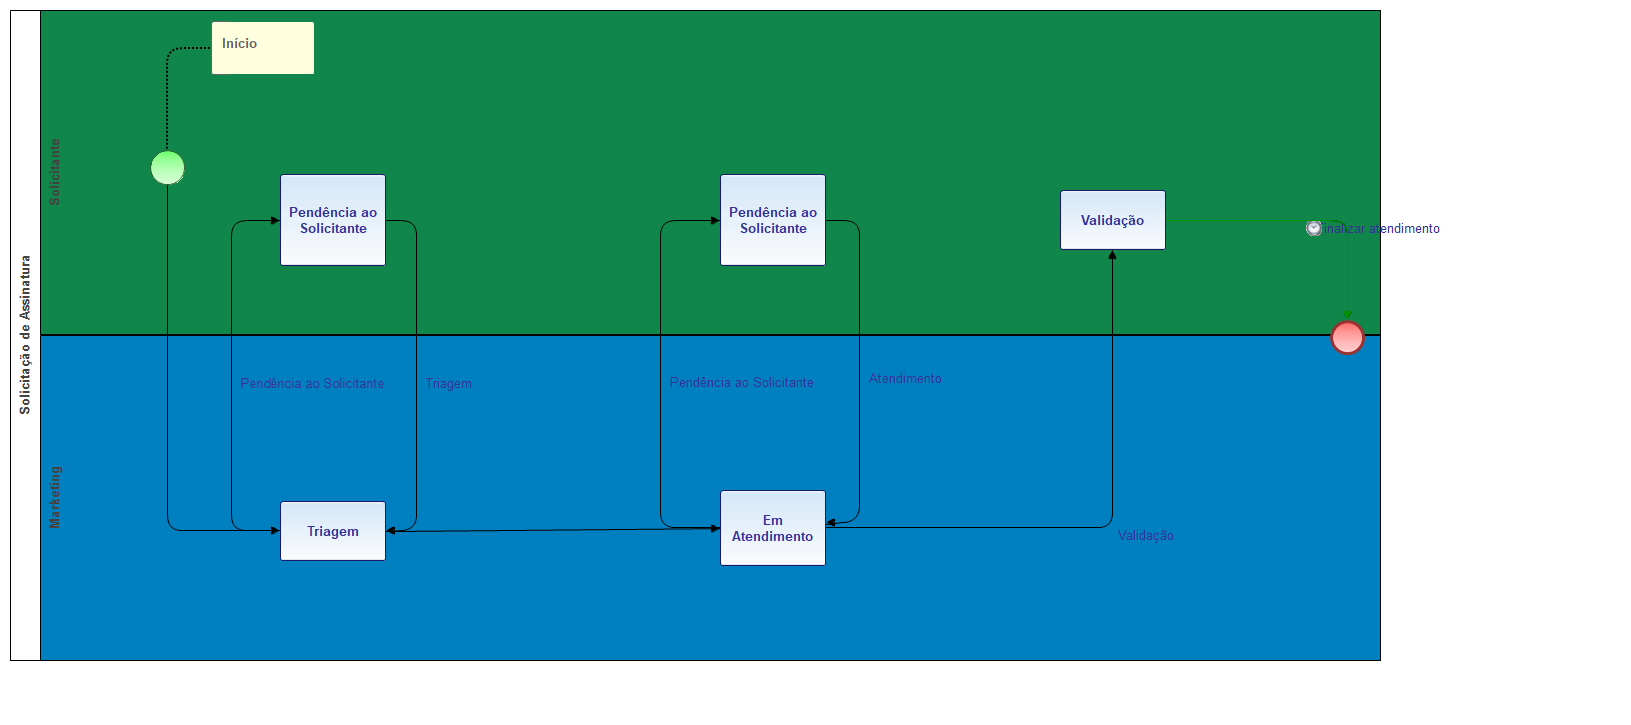 Início
Solicitante
Solicitação de Assinatura
Pendência ao
Solicitante
Pendência ao
Solicitante
Validação
inalizar atendimento
Pendência ao Solicitante
Triagem
Pendência ao Solicitante
Atendimento
Marketing
Triagem
Em
Atendimento
Validação